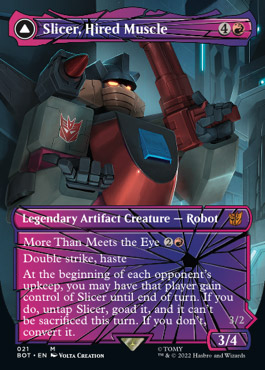 Slicer, Hired Muscle 4
Legendary Artifact Creature — Robot
More Than Meets the Eye 2
Double strike, haste
At the beginning of each opponent's
upkeep, you may have that player gain
control of Slicer until end of turn. If you
do, untap Slicer, goad it, and it can't
be sacrificed this turn. If you don't,
convert it.
3/2
3/4
021 M
BOT • EN VOLTA CREATION
© TOMY
™ & © 2022 Hasbro and Wizards